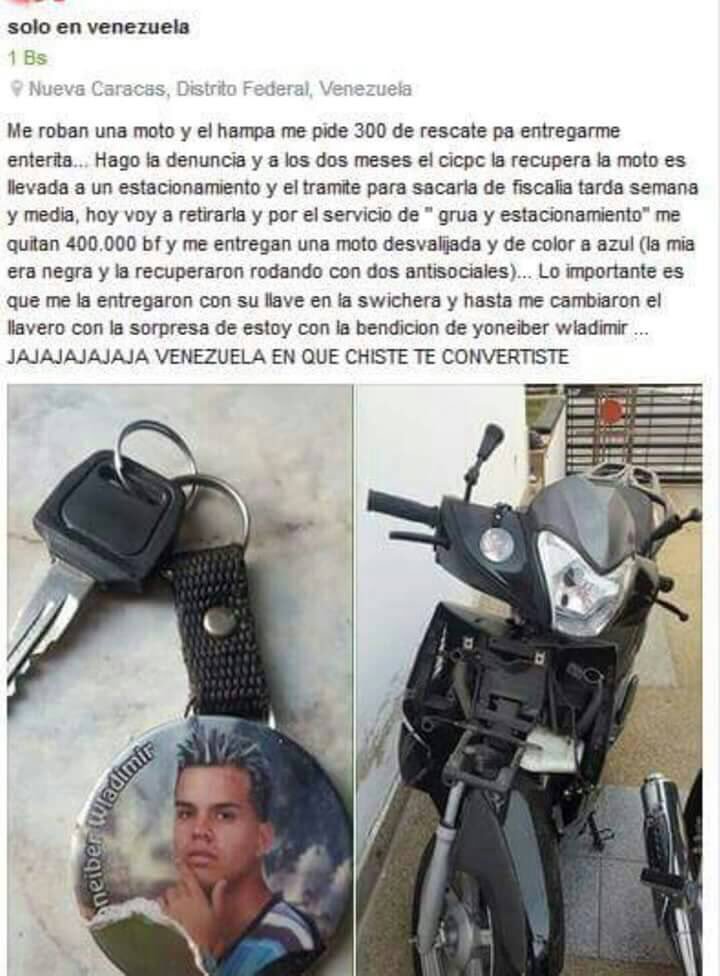 solo en venezuela
1 Bs
Nueva Caracas, Distrito Federal, Venezuela
Me roban una moto y el hampa me pide 300 de rescate pa entregarme
enterita... Hago la denuncia y a los dos meses el cicpc la recupera la moto es
llevada a un estacionamiento y el tramite para sacarla de fiscalia tarda semana
y media, hoy voy a retirarla y por el servicio de " grua y estacionamiento" me
quitan 400.000 bf y me entregan una moto desvalijada y de color a azul (la mia
era negra y la recuperaron rodando con dos antisociales)... Lo importante es
que me la entregaron con su llave en la swichera y hasta me cambiaron el
llavero con la sorpresa de estoy con la bendicion de yoneiber wladimir ...
JAJAJAJAJAJA VENEZUELA EN QUE CHISTE TE CONVERTISTE
oneiber wladimir